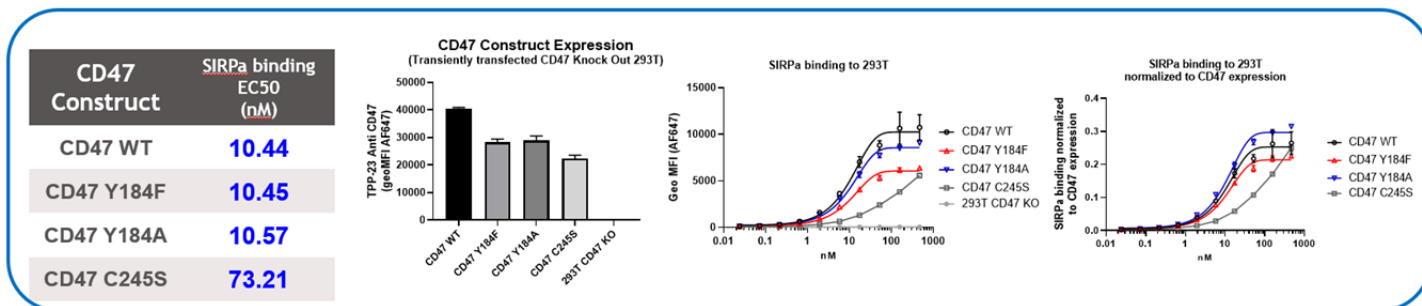 CD47
Construct
SIRPa binding
EC50
(nM)
CD47 WT
10.44
CD47 Y184F
10.45
CD47 Y184A
10.57
CD47 C245S
73.21
CD47 Construct Expression
(Transiently transfected CD47 Knock Out 293T)
TPP-23 Anti CD47
(geoMFI AF647)
50000
40000
30000
20000
10000
0
CD47 WT
CD47 Y184F
CD47 Y184A
CD47 C245S
293T CD47 KO
SIRPa binding to 293T
Geo MFI (AF647)
15000
10000
5000
0
0.01
0.1
1
10
100
1000
nM
CD47 WT
CD47 Y184F
CD47 Y184A
CD47 C245S
293T CD47 KO
SIRPa binding to 293T
normalized to CD47 expression
SIRPa binding normalized
to CD47 expression
0.4
0.3
0.2
0.1
0.0
0.01
0.1
1
10
100
1000
nM
CD47 WT
CD47 Y184F
CD47 Y184A
CD47 C245S